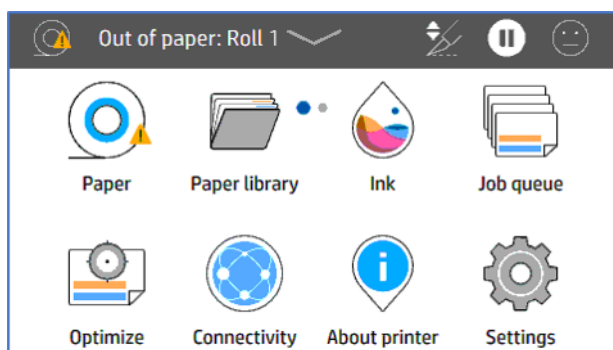 Out of paper: Roll 1
Paper
Paper library
Ink
Job queue
Optimize
Connectivity
About printer
Settings